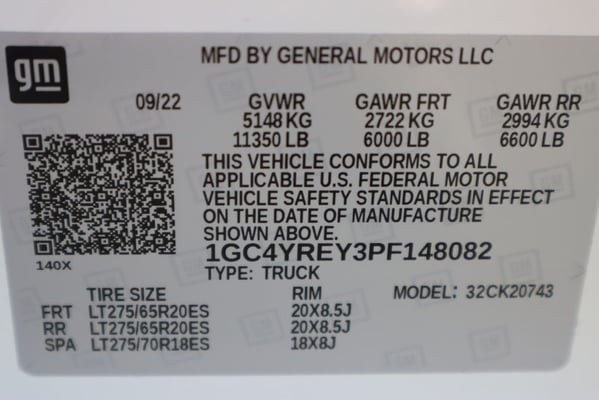 gm
MFD BY GENERAL MOTORS LLC
09/22 GVWR GAWR FRT GAWR RR
5148 KG 2722 KG 2994 KG
11350 LB 6000 LB 6600 LB
THIS VEHICLE CONFORMS TO ALL
APPLICABLE U.S. FEDERAL MOTOR
VEHICLE SAFETY STANDARDS IN EFFECT
ON THE DATE OF MANUFACTURE
SHOWN ABOVE.
1GC4YREY3PF148082
140X
TYPE: TRUCK
TIRE SIZE RIM MODEL: 32CK20743
FRT LT275/65R20ES 20X8.5J
RR LT275/65R20ES 20X8.5J
SPA LT275/70R18ES 18X8J